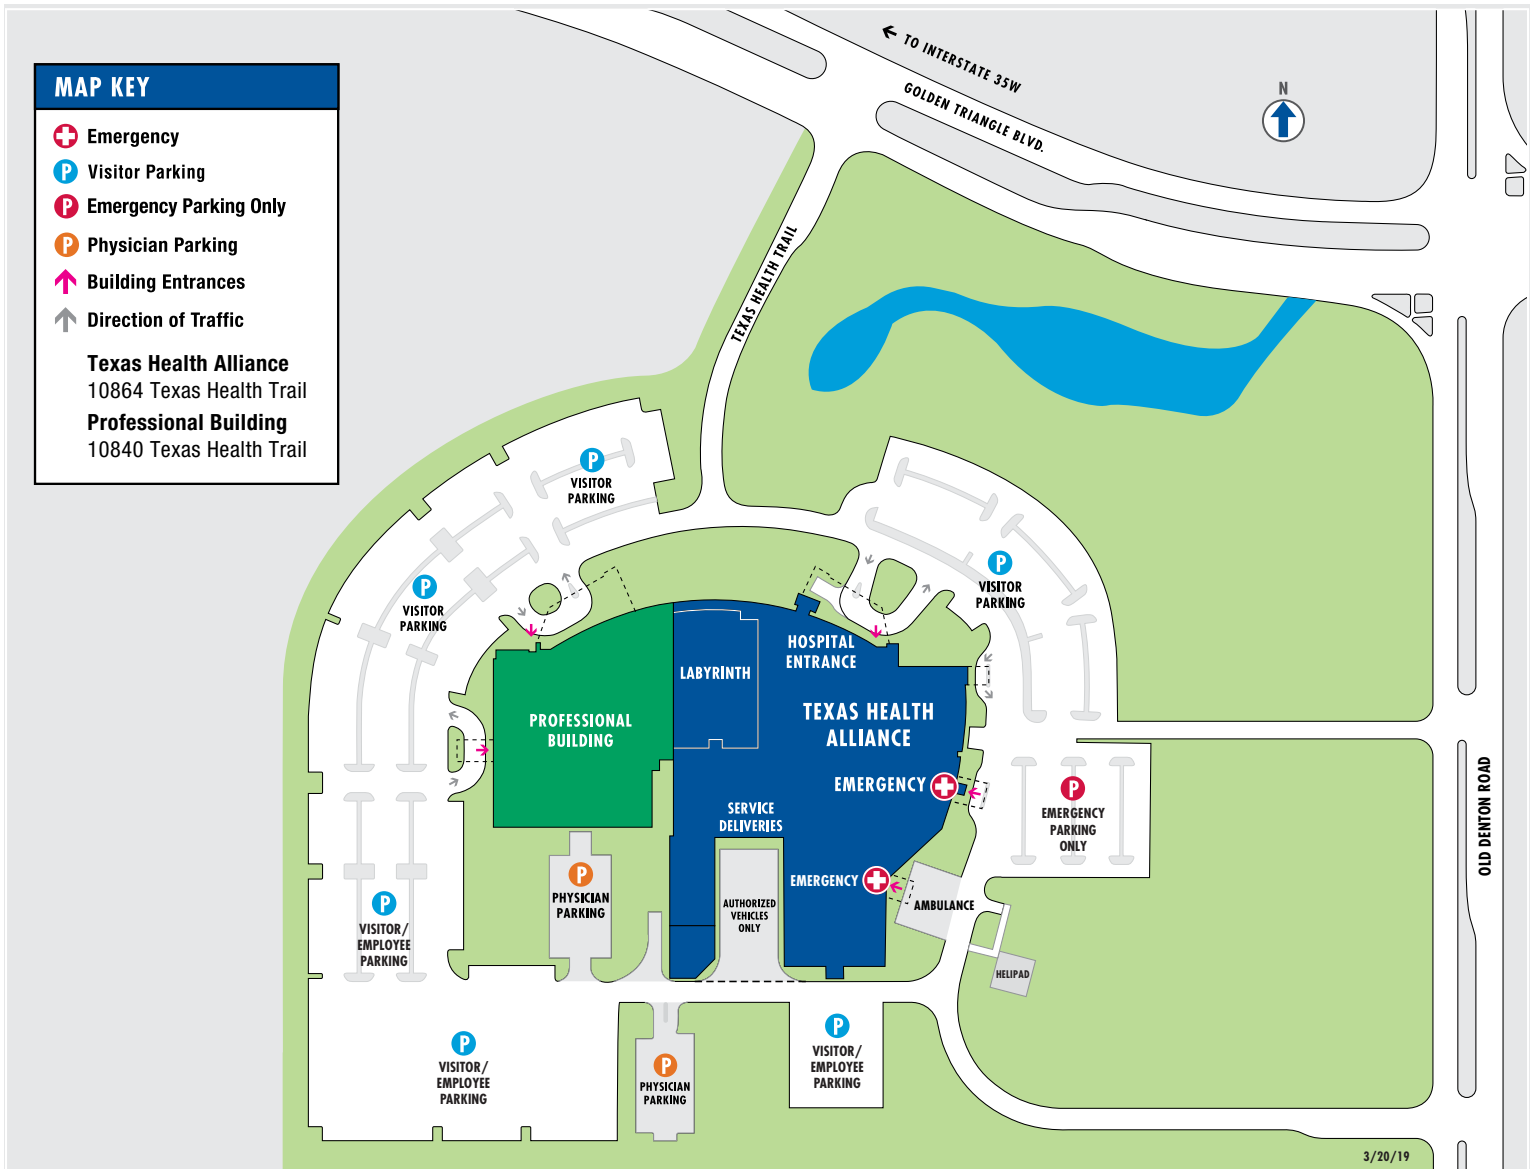 MAP KEY
Emergency
P Visitor Parking
P Emergency Parking Only
P Physician Parking
Building Entrances
Direction of Traffic
Texas Health Alliance
10864 Texas Health Trail
Professional Building
10840 Texas Health Trail
TO INTERSTATE 35W
GOLDEN TRIANGLE BLVD.
N
TEXAS HEALTH TRAIL
P
VISITOR
PARKING
P
VISITOR
PARKING
P
VISITOR
PARKING
HOSPITAL
ENTRANCE
LABYRINTH
PROFESSIONAL
BUILDING
TEXAS HEALTH
ALLIANCE
EMERGENCY
SERVICE
DELIVERIES
P
EMERGENCY
PARKING
ONLY
OLD DENTON ROAD
EMERGENCY
P
PHYSICIAN
PARKING
AUTHORIZED
VEHICLES
ONLY
AMBULANCE
P
VISITOR/
EMPLOYEE
PARKING
HELIPAD
P
VISITOR/
EMPLOYEE
PARKING
P
PHYSICIAN
PARKING
P
VISITOR/
EMPLOYEE
PARKING
3/20/19